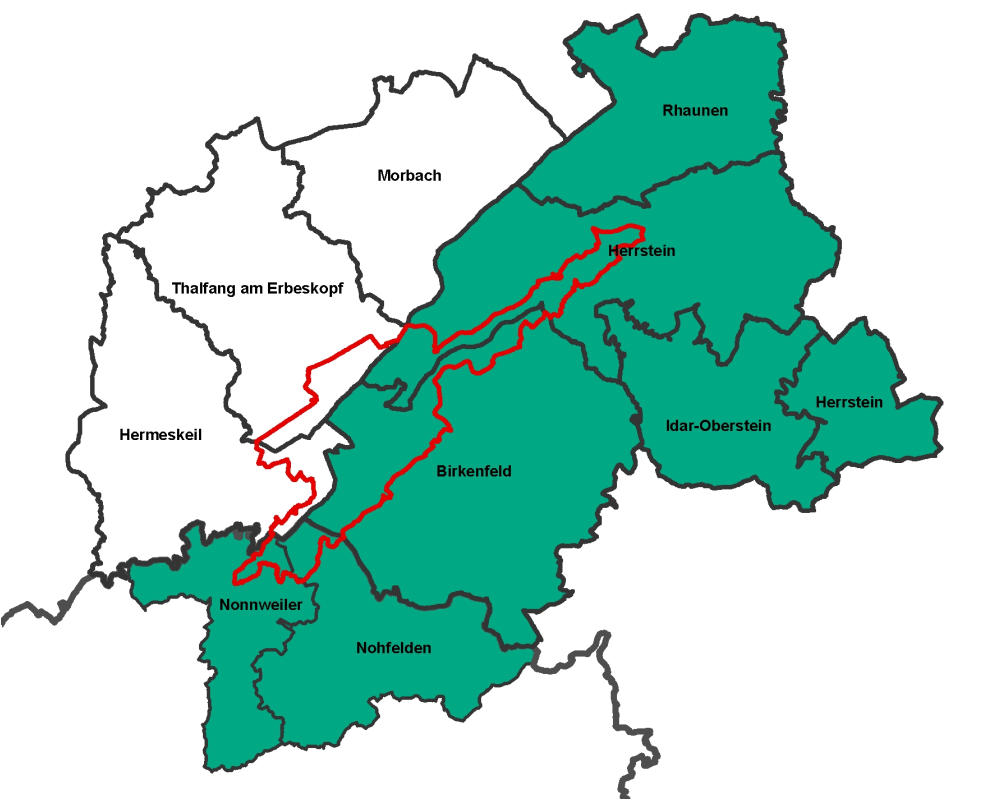 Rhaunen
Morbach
Herrstein
Thalfang am Erbeskopf
Herrstein
Idar-Oberstein
Hermeskeil
Birkenfeld
Nonnweiler
Nohfelden